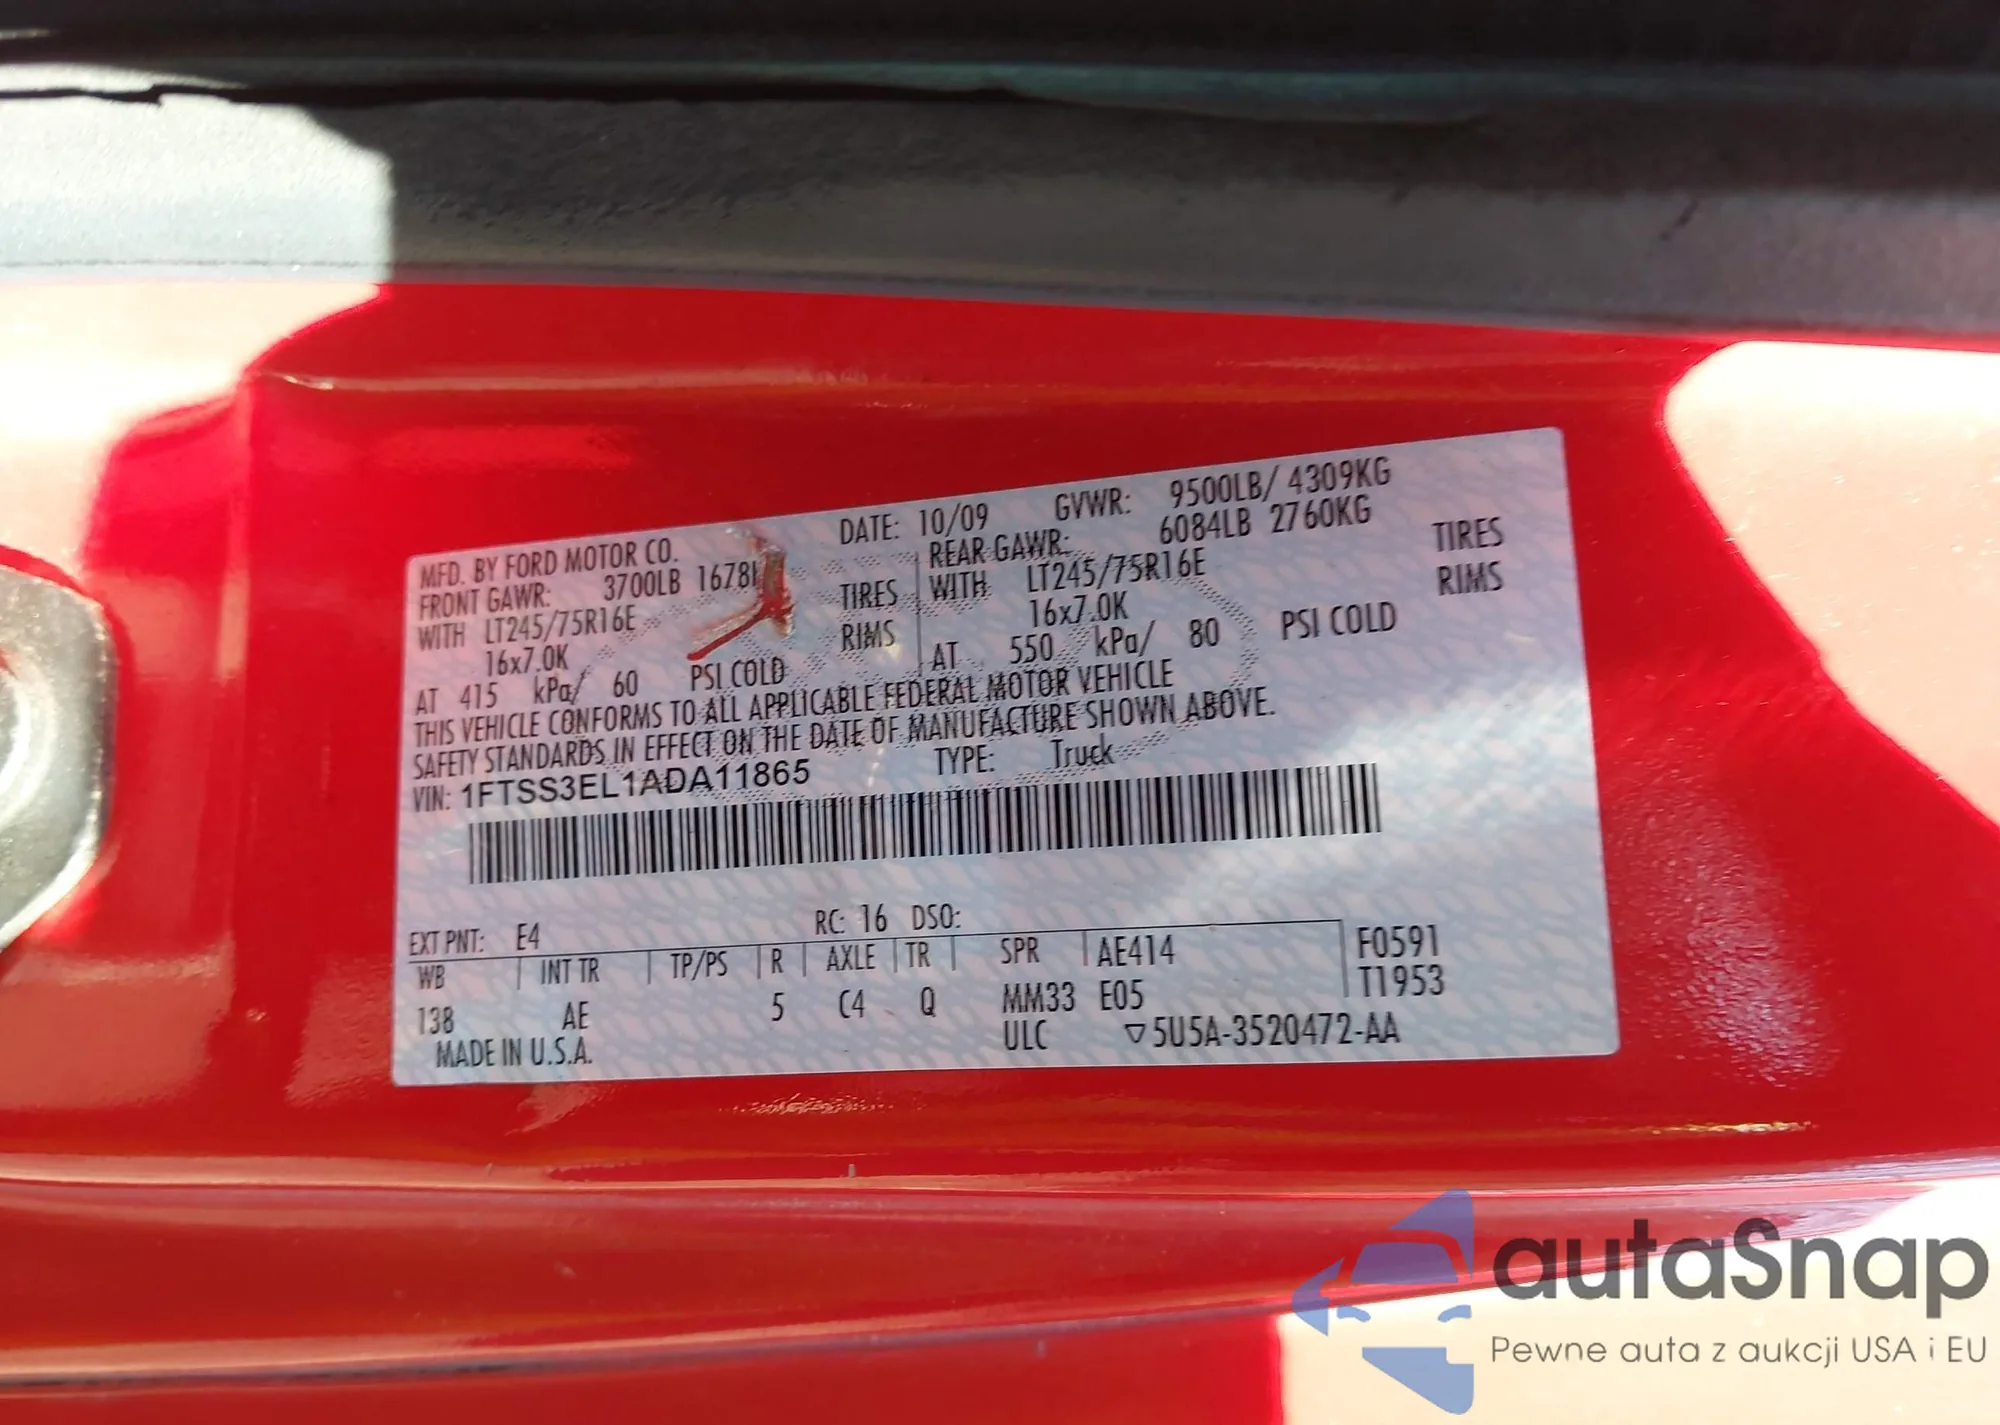 MFD. BY FORD MOTOR CO. DATE: 10/09 GVWR: 9500LB/ 4309KG
FRONT GAWR: 3700LB REAR GAWR: 6084LB 2760KG
WITH LT245/75R16E TIRES WITH LT245/75R16E TIRES
16x7.0K RIMS 16x7.0K RIMS
AT 415 kPa/ 60 PSI COLD AT 550 kPa/ 80 PSI COLD
THIS VEHICLE CONFORMS TO ALL APPLICABLE FEDERAL MOTOR VEHICLE
SAFETY STANDARDS IN EFFECT ON THE DATE OF MANUFACTURE SHOWN ABOVE.
VIN: 1FTSS3EL1ADA11865 TYPE: Truck
EXT PNT: E4 RC: 16 DSO:
WB INT TR TP/PS R AXLE TR SPR AE414 F0591
138 AE 5 C4 Q MM33 E05 T1953
MADE IN U.S.A. ULC ▽5U5A-3520472-AA
autaSnap
Pewne auta z aukcji USA i EU